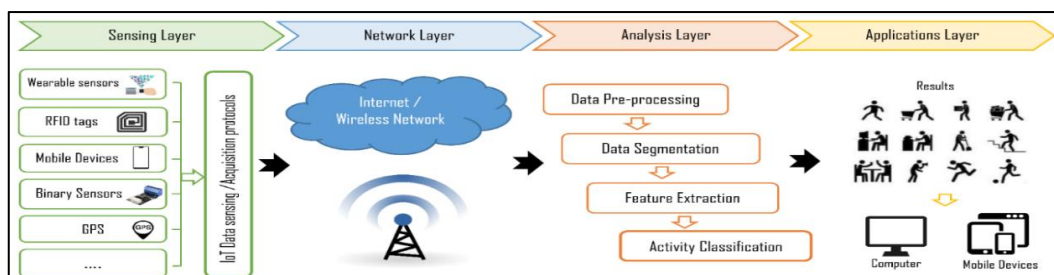 Sensing Layer
Network Layer
Analysis Layer
Applications Layer
Wearable sensors
RFID tags
Mobile Devices
Binary Sensors
GPS
GPS
....
IoT Data sensing /Acquisition protocols
Internet /
Wireless Network
Data Pre-processing
Data Segmentation
Feature Extraction
Activity Classification
Results
Computer
Mobile Devices